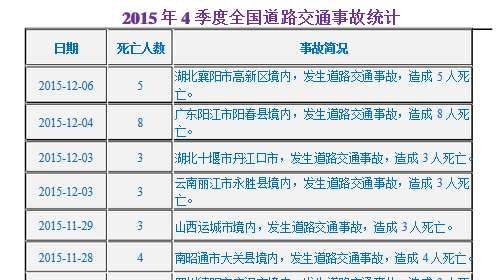 2015 年 4 季度全国道路交通事故统计
日期 死亡人数 事故简况
2015-12-06 5 湖北襄阳市高新区境内，发生道路交通事故，造成 5 人死
亡。
2015-12-04 8 广东阳江市阳春县境内，发生道路交通事故，造成 8 人死
亡。
2015-12-03 3 湖北十堰市丹江口市，发生道路交通事故，造成 3 人死亡。
2015-12-03 3 云南丽江市永胜县境内，发生道路交通事故，造成 3 人死
亡。
2015-11-29 3 山西运城市境内，发生道路交通事故，造成 3 人死亡。
2015-11-28 4 南昭通市大关县境内，发生道路交通事故，造成 4 人死亡。